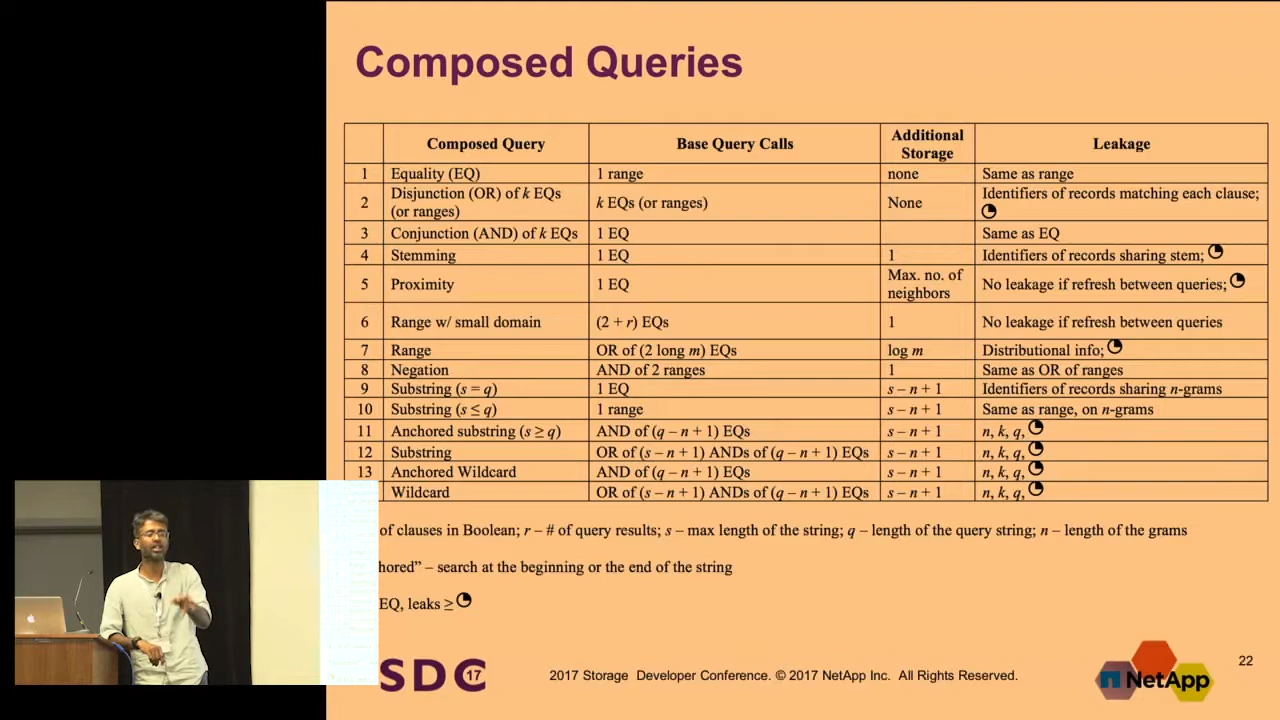 Composed Queries
Composed Query Base Query Calls Additional Storage Leakage
1 Equality (EQ) 1 range none Same as range
2 Disjunction (OR) of k EQs (or ranges) k EQs (or ranges) None Identifiers of records matching each clause;
3 Conjunction (AND) of k EQs 1 EQ Same as EQ
4 Stemming 1 EQ 1 Identifiers of records sharing stem;
5 Proximity 1 EQ Max. no. of neighbors No leakage if refresh between queries;
6 Range w/ small domain (2 + r) EQs 1 No leakage if refresh between queries
7 Range OR of (2 long m) EQs log m Distributional info;
8 Negation AND of 2 ranges 1 Same as OR of ranges
9 Substring (s = q) 1 EQ s – n + 1 Identifiers of records sharing n-grams
10 Substring (s ≤ q) 1 range s – n + 1 Same as range, on n-grams
11 Anchored substring (s ≥ q) AND of (q – n + 1) EQs s – n + 1 n, k, q,
12 Substring OR of (s – n + 1) ANDs of (q – n + 1) EQs s – n + 1 n, k, q,
13 Anchored Wildcard AND of (q – n + 1) EQs s – n + 1 n, k, q,
Wildcard OR of (s – n + 1) ANDs of (q – n + 1) EQs s – n + 1 n, k, q,
of clauses in Boolean; r – # of query results; s – max length of the string; q – length of the query string; n – length of the grams
hored” – search at the beginning or the end of the string
EQ, leaks ≥
SDC 17
2017 Storage Developer Conference. © 2017 NetApp Inc. All Rights Reserved.
NetApp
22